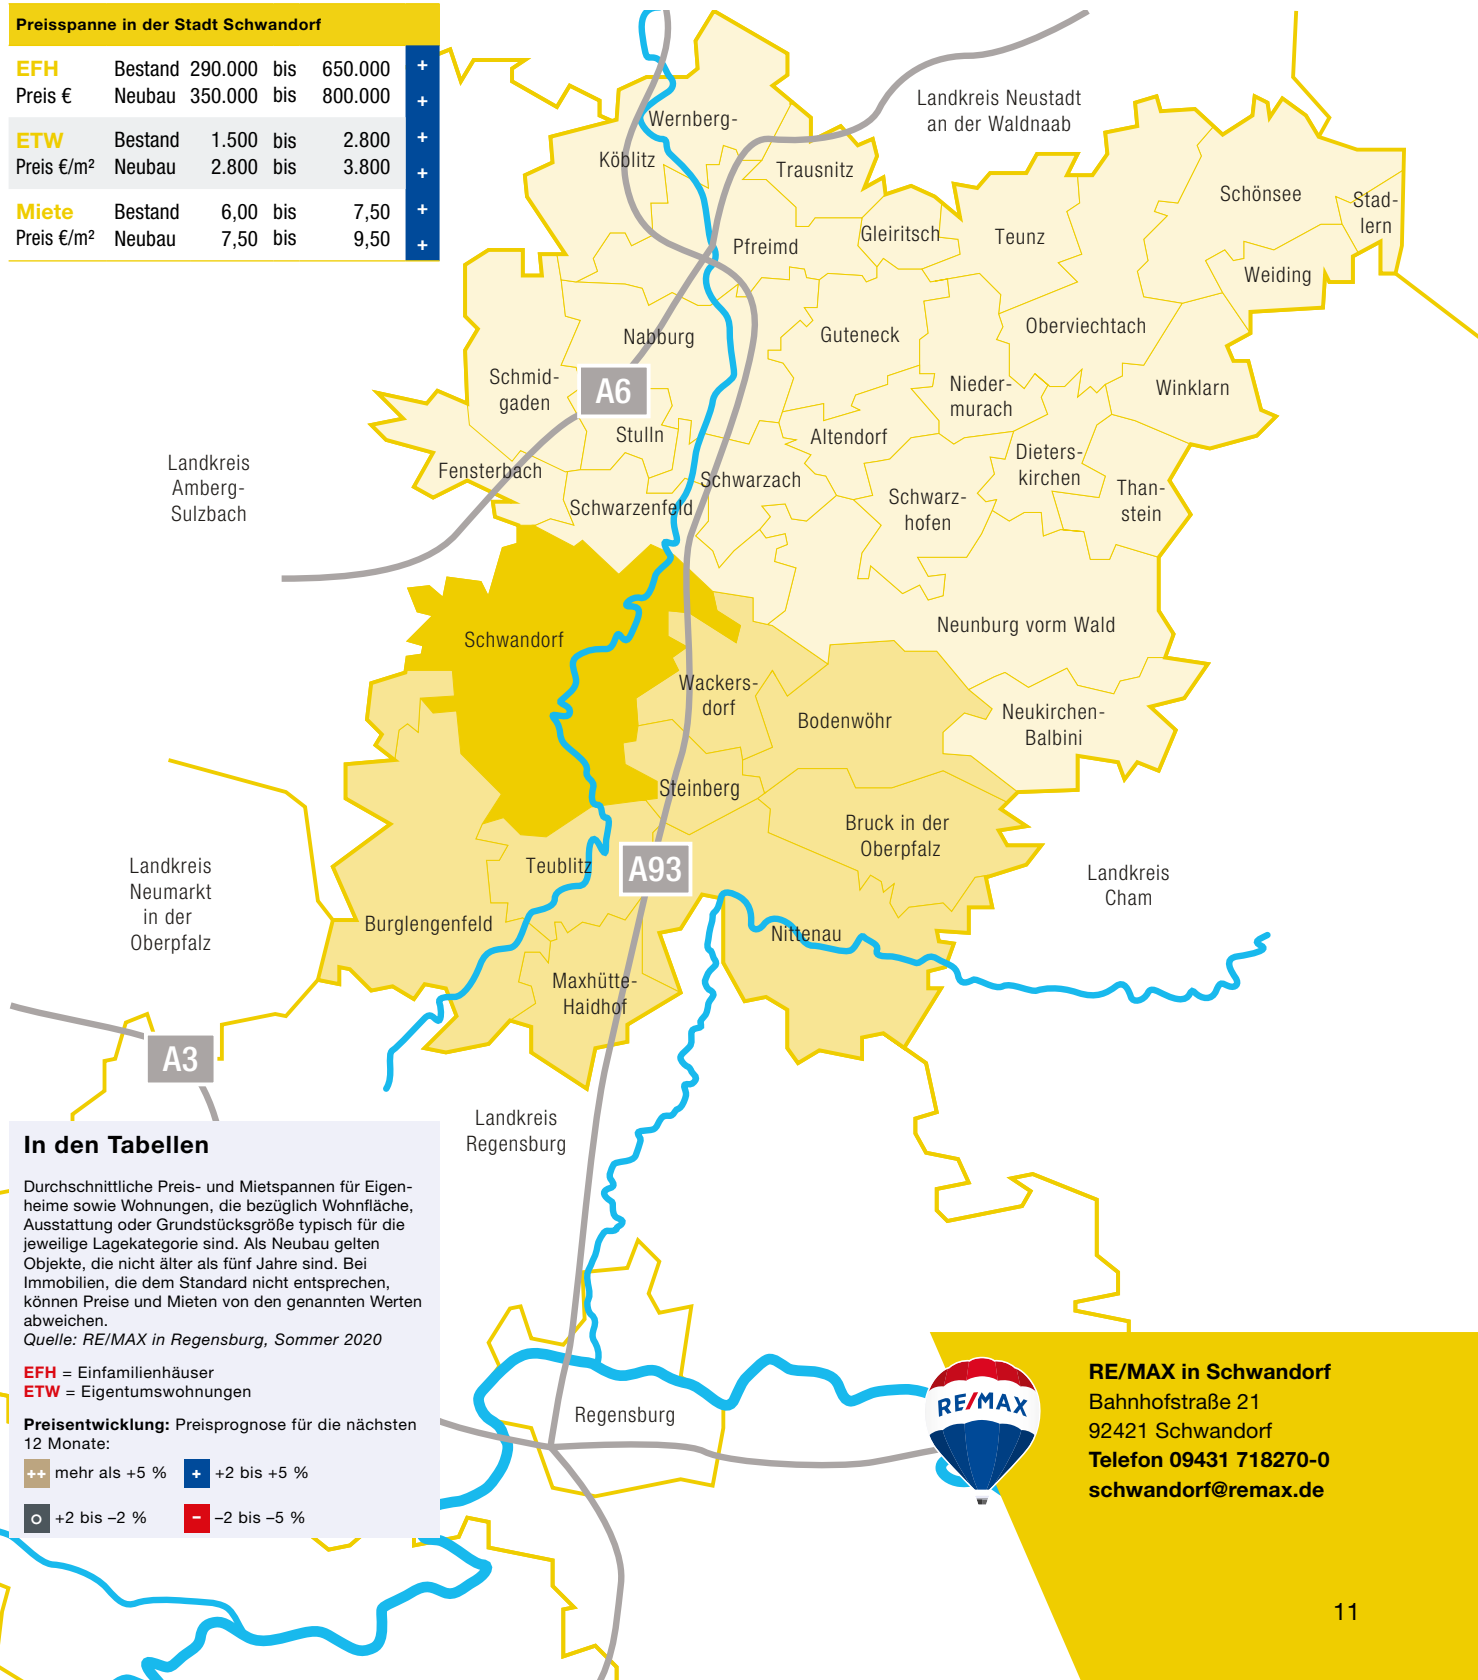 Preisspanne in der Stadt Schwandorf
EFH Bestand 290.000 bis 650.000 +
Preis € Neubau 350.000 bis 800.000 +
ETW Bestand 1.500 bis 2.800 +
Preis €/m² Neubau 2.800 bis 3.800 +
Miete Bestand 6,00 bis 7,50 +
Preis €/m² Neubau 7,50 bis 9,50 +
Landkreis Neustadt
an der Waldnaab
Wernberg-
Köblitz
Trausnitz
Schönsee
Stad-
lern
Pfreimd
Gleiritsch
Teunz
Weiding
Nabburg
Guteneck
Oberviechtach
Schmid-
gaden
A6
Nieder-
murach
Winklarn
Stulln
Altendorf
Landkreis
Amberg-
Sulzbach
Fensterbach
Schwarzach
Dieters-
kirchen
Than-
stein
Schwarzenfeld
Schwarz-
hofen
Schwandorf
Neunburg vorm Wald
Wackers-
dorf
Bodenwöhr
Neukirchen-
Balbini
Steinberg
Bruck in der
Oberpfalz
Teublitz
A93
Landkreis
Neumarkt
in der
Oberpfalz
Landkreis
Cham
Burglengenfeld
Nittenau
Maxhütte-
Haidhof
A3
Landkreis
Regensburg
In den Tabellen
Durchschnittliche Preis- und Mietspannen für Eigen-
heime sowie Wohnungen, die bezüglich Wohnfläche,
Ausstattung oder Grundstücksgröße typisch für die
jeweilige Lagekategorie sind. Als Neubau gelten
Objekte, die nicht älter als fünf Jahre sind. Bei
Immobilien, die dem Standard nicht entsprechen,
können Preise und Mieten von den genannten Werten
abweichen.
Quelle: RE/MAX in Regensburg, Sommer 2020
EFH = Einfamilienhäuser
ETW = Eigentumswohnungen
Preisentwicklung: Preisprognose für die nächsten
12 Monate:
++ mehr als +5 % + +2 bis +5 %
o +2 bis –2 % – –2 bis –5 %
Regensburg
RE/MAX
RE/MAX in Schwandorf
Bahnhofstraße 21
92421 Schwandorf
Telefon 09431 718270-0
schwandorf@remax.de
11